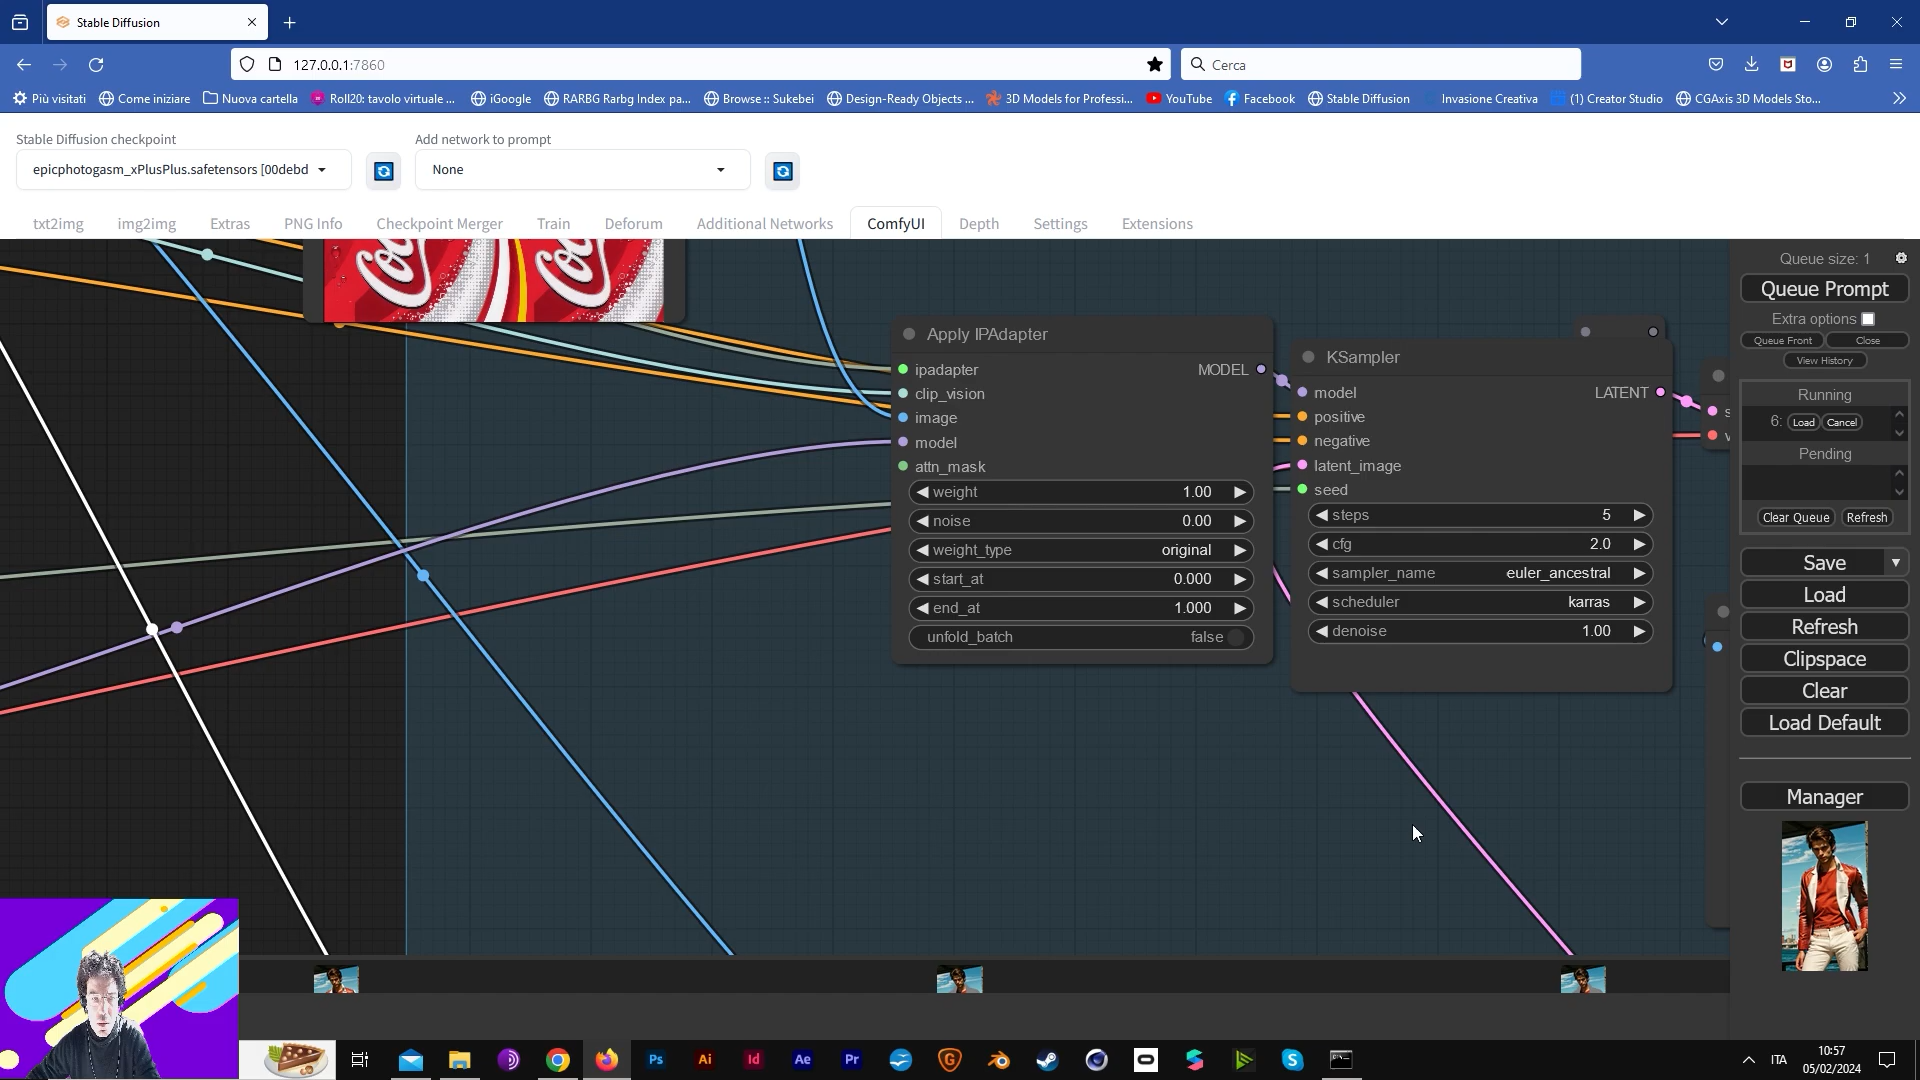 Stable Diffusion
127.0.0.1:7860
Cerca
Più visitati
Come iniziare
Nuova cartella
Roll20: tavolo virtuale ...
iGoogle
RARBG Rarbg Index pa...
Browse :: Sukebei
Design-Ready Objects ...
3D Models for Professi...
YouTube
Facebook
Stable Diffusion
Invasione Creativa
(1) Creator Studio
CGAxis 3D Models Sto...
Stable Diffusion checkpoint
Add network to prompt
epicphotogasm_xPlusPlus.safetensors [00debd
None
txt2img
img2img
Extras
PNG Info
Checkpoint Merger
Train
Deforum
Additional Networks
ComfyUI
Depth
Settings
Extensions
Apply IPAdapter
ipadapter
MODEL
clip_vision
image
model
attn_mask
weight 1.00
noise 0.00
weight_type original
start_at 0.000
end_at 1.000
unfold_batch false
KSampler
model
LATENT
positive
negative
latent_image
seed
steps 5
cfg 2.0
sampler_name euler_ancestral
scheduler karras
denoise 1.00
s
v
Queue size: 1
Queue Prompt
Extra options
Queue Front
Close
View History
Running
6: Load Cancel
Pending
Clear Queue
Refresh
Save
Load
Refresh
Clipspace
Clear
Load Default
Manager
Ps
Ai
Id
Ae
Pr
ITA
10:57
05/02/2024